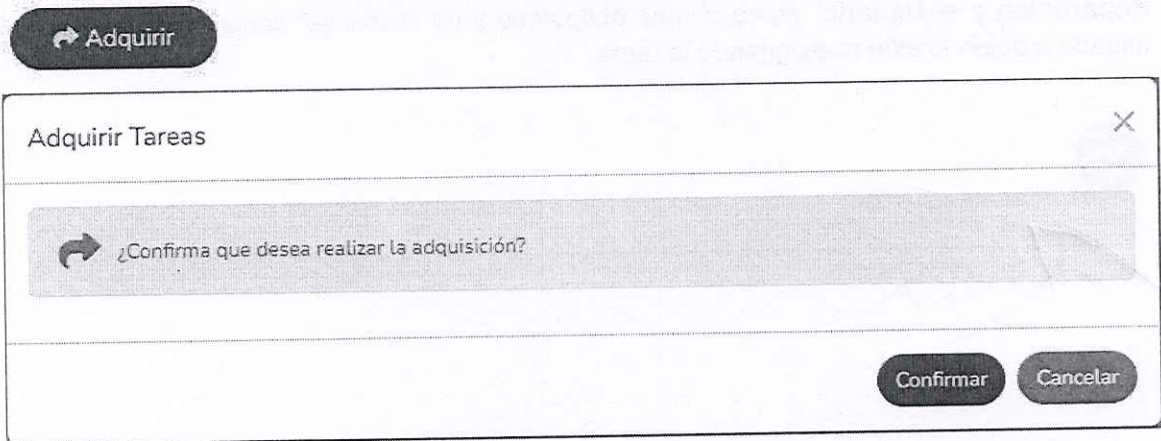 Adquirir
Adquirir Tareas
¿Confirma que desea realizar la adquisición?
Confirmar
Cancelar